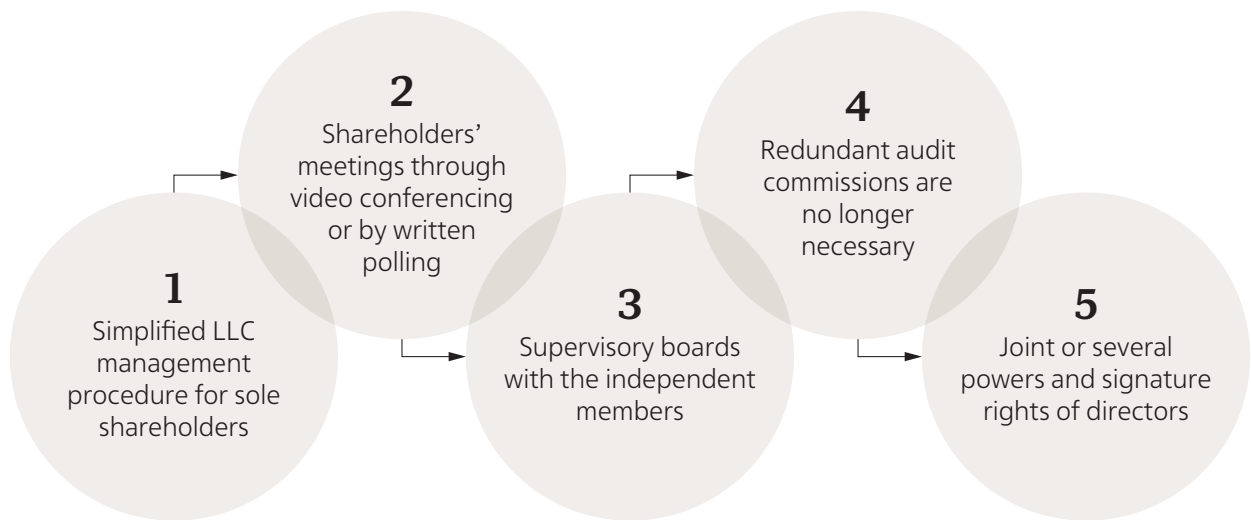 1
Simplified LLC
management
procedure for sole
shareholders
2
Shareholders’
meetings through
video conferencing
or by written
polling
3
Supervisory boards
with the independent
members
4
Redundant audit
commissions are
no longer
necessary
5
Joint or several
powers and signature
rights of directors